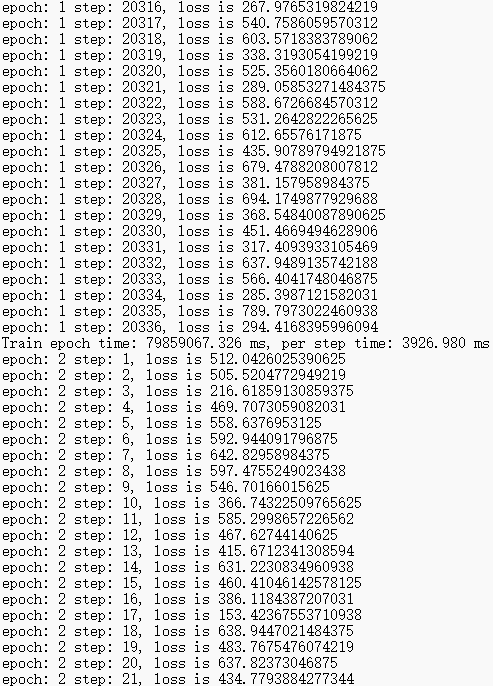 epoch: 1 step: 20316, loss is 267.9765319824219
epoch: 1 step: 20317, loss is 540.7586059570312
epoch: 1 step: 20318, loss is 603.5718383789062
epoch: 1 step: 20319, loss is 338.3193054199219
epoch: 1 step: 20320, loss is 525.3560180664062
epoch: 1 step: 20321, loss is 289.05853271484375
epoch: 1 step: 20322, loss is 588.6726684570312
epoch: 1 step: 20323, loss is 531.2642822265625
epoch: 1 step: 20324, loss is 612.65576171875
epoch: 1 step: 20325, loss is 435.90789794921875
epoch: 1 step: 20326, loss is 679.4788208007812
epoch: 1 step: 20327, loss is 381.157958984375
epoch: 1 step: 20328, loss is 694.1749877929688
epoch: 1 step: 20329, loss is 368.54840087890625
epoch: 1 step: 20330, loss is 451.4669494628906
epoch: 1 step: 20331, loss is 317.4093933105469
epoch: 1 step: 20332, loss is 637.9489135742188
epoch: 1 step: 20333, loss is 566.4041748046875
epoch: 1 step: 20334, loss is 285.3987121582031
epoch: 1 step: 20335, loss is 789.7973022460938
epoch: 1 step: 20336, loss is 294.41683959960​94
Train epoch time: 79859067.326 ms, per step time: 3926.980 ms
epoch: 2 step: 1, loss is 512.0426025390625
epoch: 2 step: 2, loss is 505.5204772949219
epoch: 2 step: 3, loss is 216.61859130859375
epoch: 2 step: 4, loss is 469.7073059082031
epoch: 2 step: 5, loss is 558.6376953125
epoch: 2 step: 6, loss is 592.944091796875
epoch: 2 step: 7, loss is 642.82958984375
epoch: 2 step: 8, loss is 597.4755249023438
epoch: 2 step: 9, loss is 546.70166015625
epoch: 2 step: 10, loss is 366.74322509765625
epoch: 2 step: 11, loss is 585.2998657226562
epoch: 2 step: 12, loss is 467.62744140625
epoch: 2 step: 13, loss is 415.6712341308594
epoch: 2 step: 14, loss is 631.2230834960938
epoch: 2 step: 15, loss is 460.41046142578125
epoch: 2 step: 16, loss is 386.1184387207031
epoch: 2 step: 17, loss is 153.42367553710938
epoch: 2 step: 18, loss is 638.9447021484375
epoch: 2 step: 19, loss is 483.7675476074219
epoch: 2 step: 20, loss is 637.82373046875
epoch: 2 step: 21, loss is 434.7793884277344